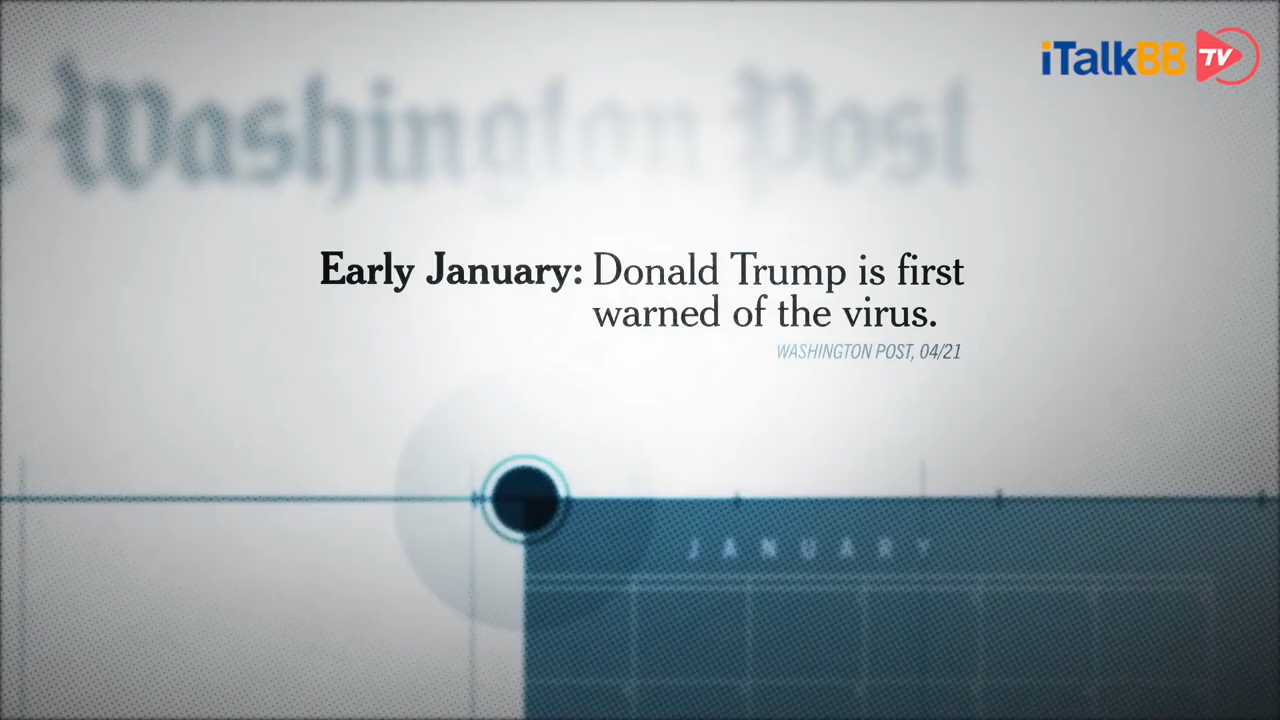 iTalkBB TV
Washington Post
Early January: Donald Trump is first
warned of the virus.
WASHINGTON POST, 04/21
JANUARY